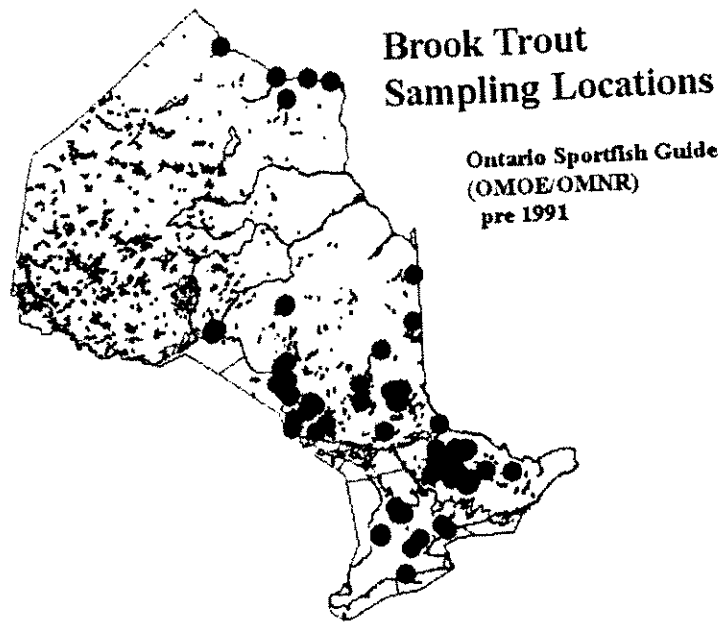 Brook Trout
Sampling Locations
Ontario Sportfish Guide
(OMOE/OMNR)
pre 1991